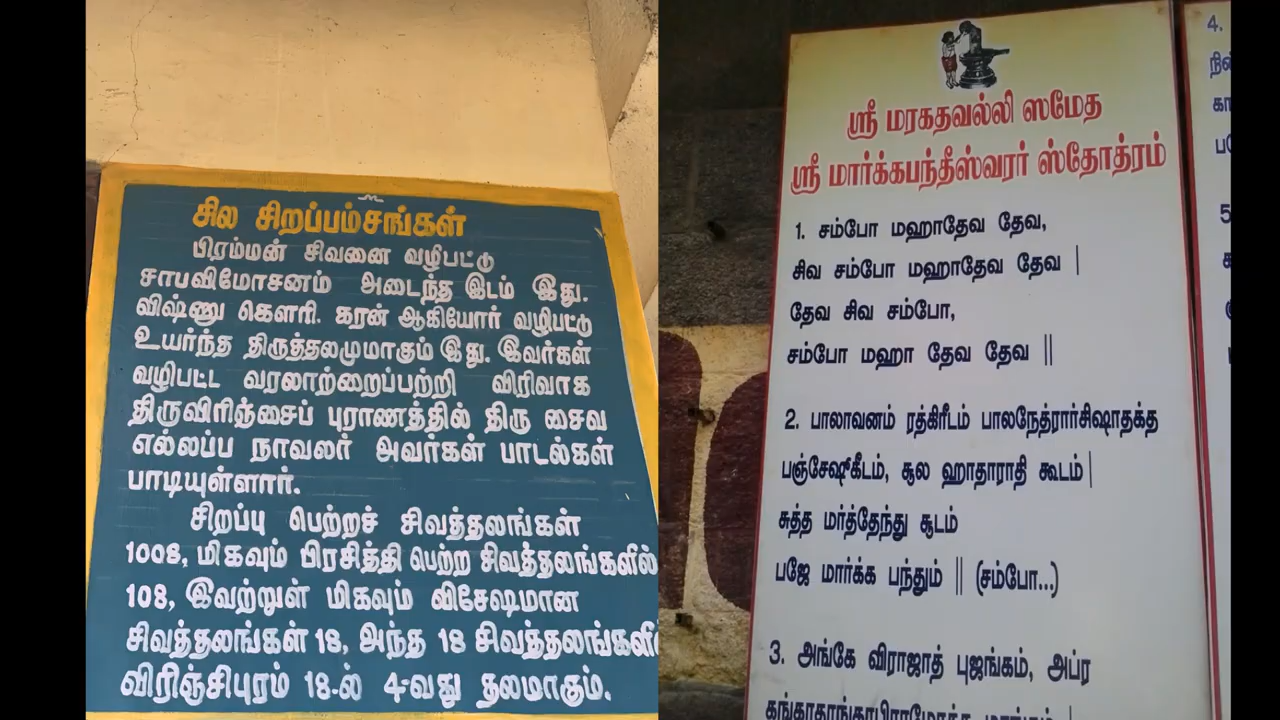 சில சிறப்பம்சங்கள்
பிரம்மன் சிவனை வழிபட்டு
சாபவிமோசனம் அடைந்த இடம் இது.
விஷ்ணு கௌரி. கரன் ஆகியோர் வழிபட்டு
உயர்ந்த திருத்தலமுமாகும் இது. இவர்கள்
வழிபட்ட வரலாற்றைப்பற்றி விரிவாக
திருவிரிஞ்சைப் புராணத்தில் திரு சைவ
எல்லப்ப நாவலர் அவர்கள் பாடல்கள்
பாடியுள்ளார்.
சிறப்பு பெற்றச் சிவத்தலங்கள்
1008, மிகவும் பிரசித்தி பெற்ற சிவத்தலங்களில்
108, இவற்றுள் மிகவும் விசேஷமான
சிவத்தலங்கள் 18, அந்த 18 சிவத்தலங்களி
விரிஞ்சிபுரம் 18-ல் 4-வது தலமாகும்.
ஸ்ரீ மரகதவல்லி ஸமேத
ஸ்ரீ மார்க்கபந்தீஸ்வரர் ஸ்தோத்ரம்
1. சம்போ மஹாதேவ தேவ,
சிவ சம்போ மஹாதேவ தேவ |
தேவ சிவ சம்போ,
சம்போ மஹா தேவ தேவ ||
2. பாலாவனம் ரத்கிரீடம் பாலநேத்ரார்சிஷாதக்த
பஞ்சேஷுகீடம், சூல ஹாதாராதி கூடம் |
சுத்த மர்த்தேந்து சூடம்
பஜே மார்க்க பந்தும் || (சம்போ...)
3. அங்கே விராஜாத் புஜங்கம், அப்ர
4.
5